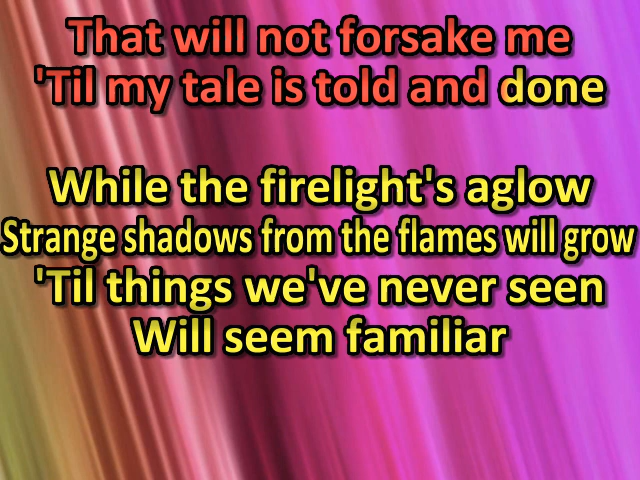 That will not forsake me
'Til my tale is told and done
While the firelight's aglow
Strange shadows from the flames will grow
'Til things we've never seen
Will seem familiar